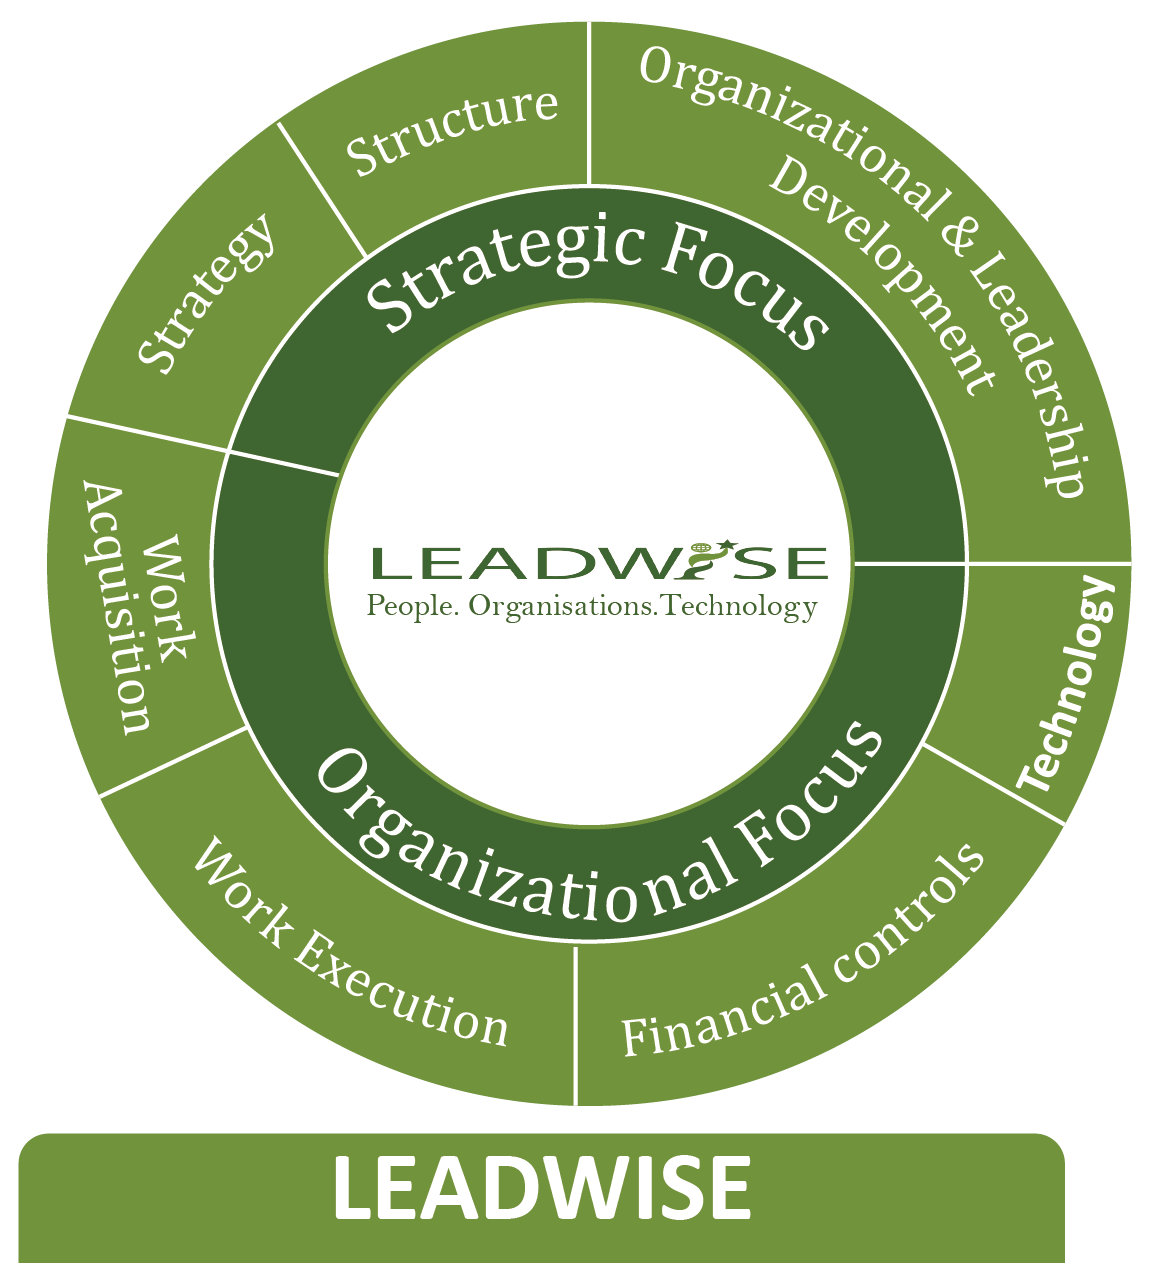 Structure
Organizational & Leadership
Development
Strategy
Strategic Focus
Work
Acquisition
LEADWISE
People. Organisations.Technology
Technology
Organizational Focus
Work Execution
Financial controls
LEADWISE